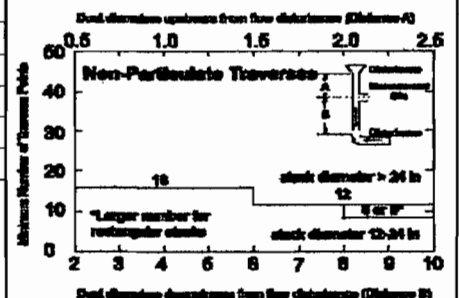 Duct diameters upstream from flow disturbance (Distance A)
0.5 1.0 1.5 2.0 2.5
50
Non-Particulate Traverses
Disturbance
A
Measurement
Site
40
B
Disturbance
30
Minimum Number of Traverse Points
20
16
stack diameter > 24 in
12
10
8 or 9*
*Larger number for
rectangular stacks
stack diameter 12-24 in
0
2 3 4 5 6 7 8 9 10
Duct diameters downstream from flow disturbance (Distance B)